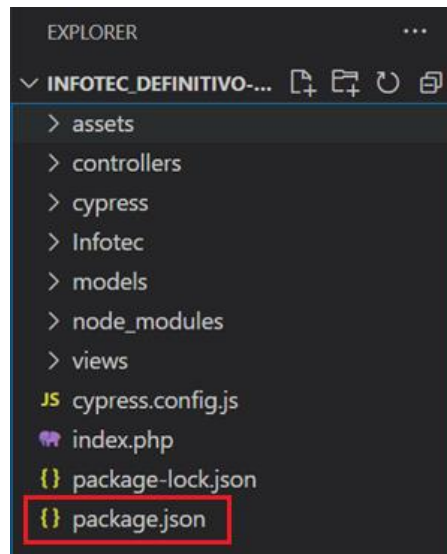 EXPLORER ...
INFOTEC_DEFINITIVO-...
assets
controllers
cypress
Infotec
models
node_modules
views
JS cypress.config.js
index.php
{} package-lock.json
{} package.json